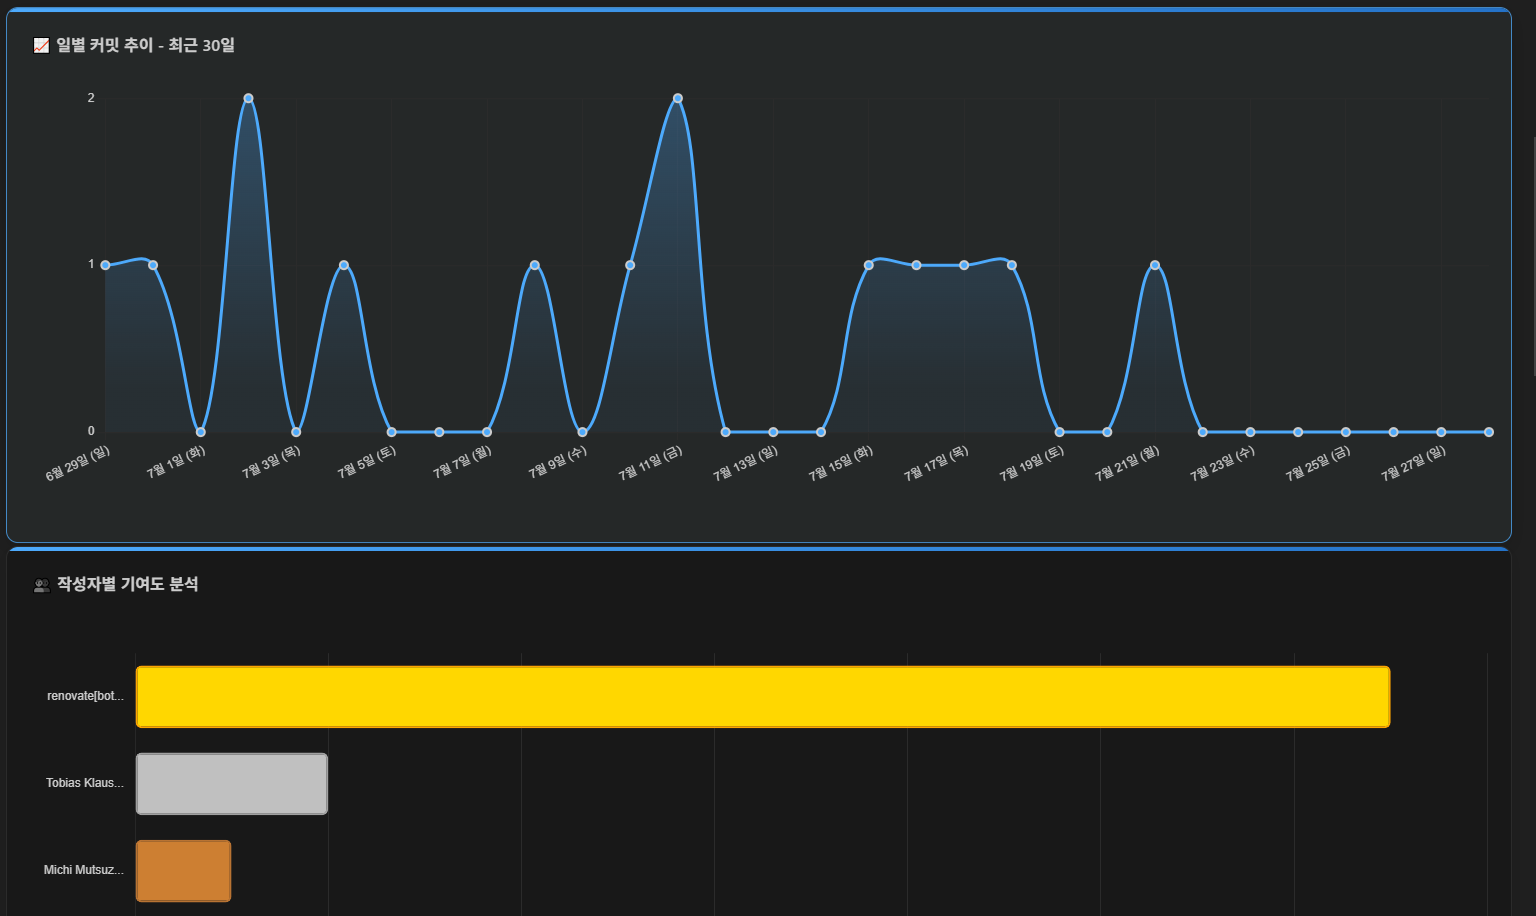 📈 일별 커밋 추이 - 최근 30일
2
1
0
6월 29일 (일)
7월 1일 (화)
7월 3일 (목)
7월 5일 (토)
7월 7일 (월)
7월 9일 (수)
7월 11일 (금)
7월 13일 (일)
7월 15일 (화)
7월 17일 (목)
7월 19일 (토)
7월 21일 (월)
7월 23일 (수)
7월 25일 (금)
7월 27일 (일)
👥 작성자별 기여도 분석
renovate[bot...
Tobias Klaus...
Michi Mutsuz...